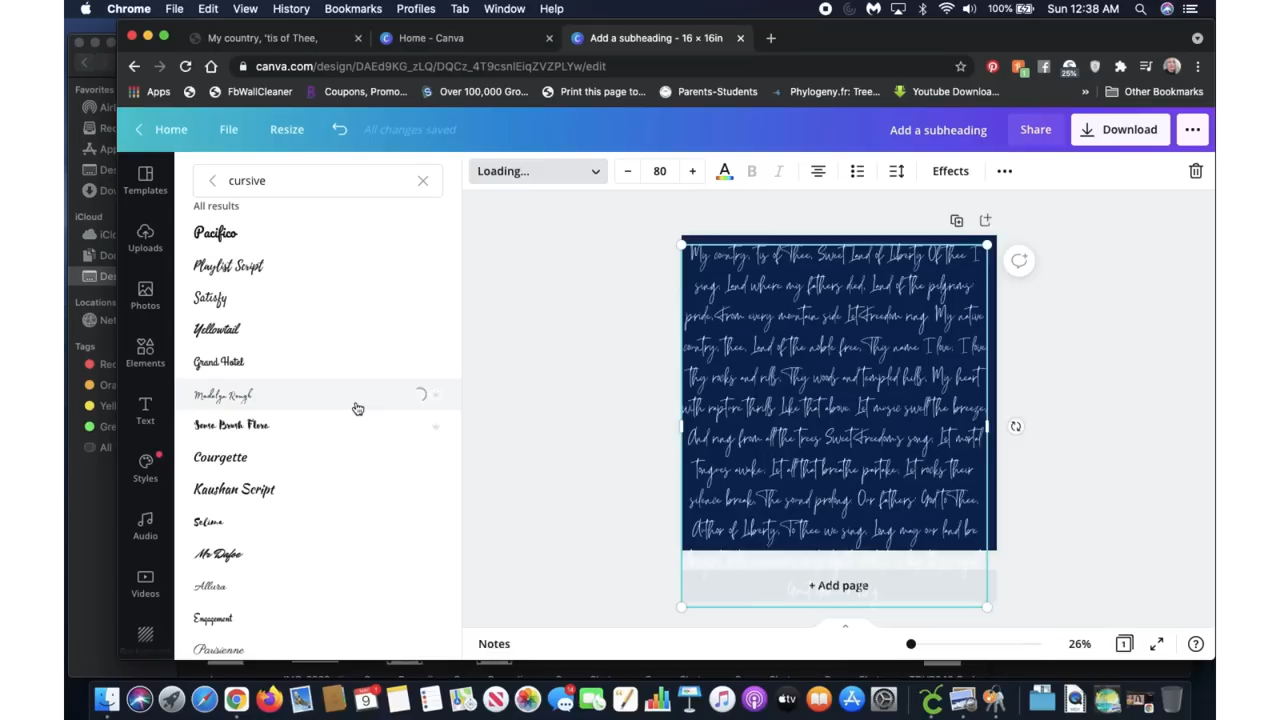 Chrome File Edit View History Bookmarks Profiles Tab Window Help 100% Sun 12:38 AM
My country, 'tis of Thee, Home - Canva Add a subheading - 16 × 16in
canva.com/design/DAEd9KG_zLQ/DQCz_4T9csnlEiqZVZPLYw/edit
Apps FbWallCleaner Coupons, Promo... Over 100,000 Gro... Print this page to... Parents-Students Phylogeny.fr: Tree... Youtube Downloa... » Other Bookmarks
Home File Resize All changes saved Add a subheading Share Download
Favorites
iCloud
Locations
Tags
All
Templates
Uploads
Photos
Elements
Text
Styles
Audio
Videos
cursive
All results
Pacifico
Playlist Script
Satisfy
Yellowtail
Grand Hotel
Madelyn Rough
Sensa Brush Flora
Courgette
Kaushan Script
Selima
Mr Dafoe
Allura
Engagement
Parisienne
Loading... 80 A B I Effects
My country, tis of Thee, Sweet Land of Liberty Of thee I
sing; Land where my fathers died, Land of the pilgrims'
pride, From every mountain side Let Freedom ring. My native
country, thee, Land of the noble free, Thy name I love; I love
thy rocks and rills, Thy woods and templed hills, My heart
with rapture thrills Like that above. Let music swell the breeze,
And ring from all the trees Sweet Freedom's song; Let mortal
tongues awake; Let all that breathe partake; Let rocks their
silence break, The sound prolong. Our fathers' God to Thee,
Author of Liberty, To thee we sing, Long may our land be
+ Add page
Notes 26% 1